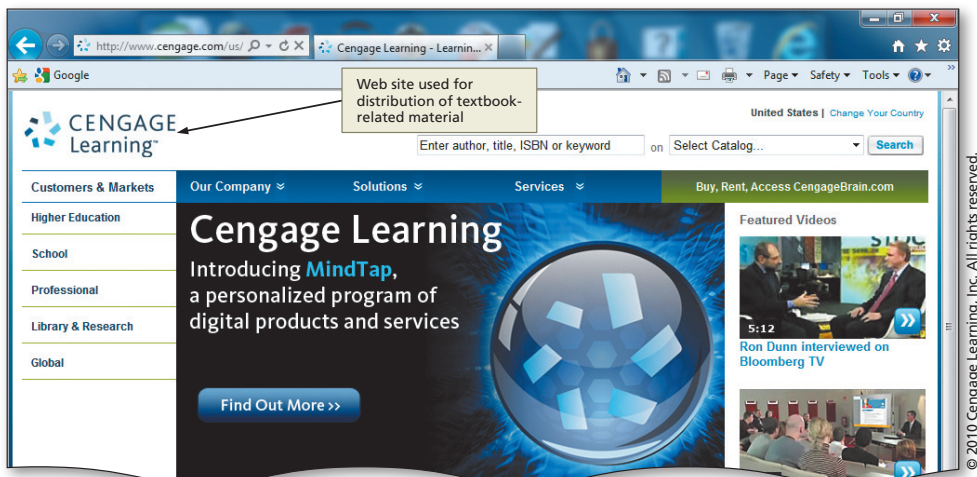 http://www.cengage.com/us/
Cengage Learning - Learnin...
Google
Page
Safety
Tools
Web site used for
distribution of textbook-
related material
CENGAGE
Learning™
United States | Change Your Country
Enter author, title, ISBN or keyword on Select Catalog... Search
Customers & Markets
Our Company
Solutions
Services
Buy, Rent, Access CengageBrain.com
Higher Education
School
Professional
Library & Research
Global
Cengage Learning
Introducing MindTap,
a personalized program of
digital products and services
Find Out More >>
Featured Videos
5:12
Ron Dunn interviewed on
Bloomberg TV
© 2010 Cengage Learning, Inc. All rights reserved.